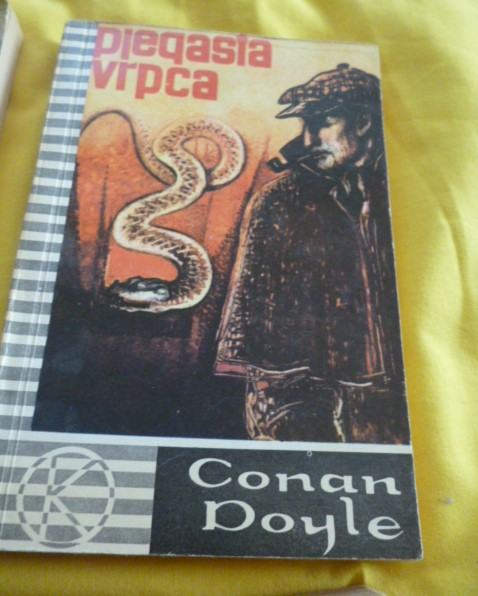 pjegasta
vrpca
Conan
Doyle